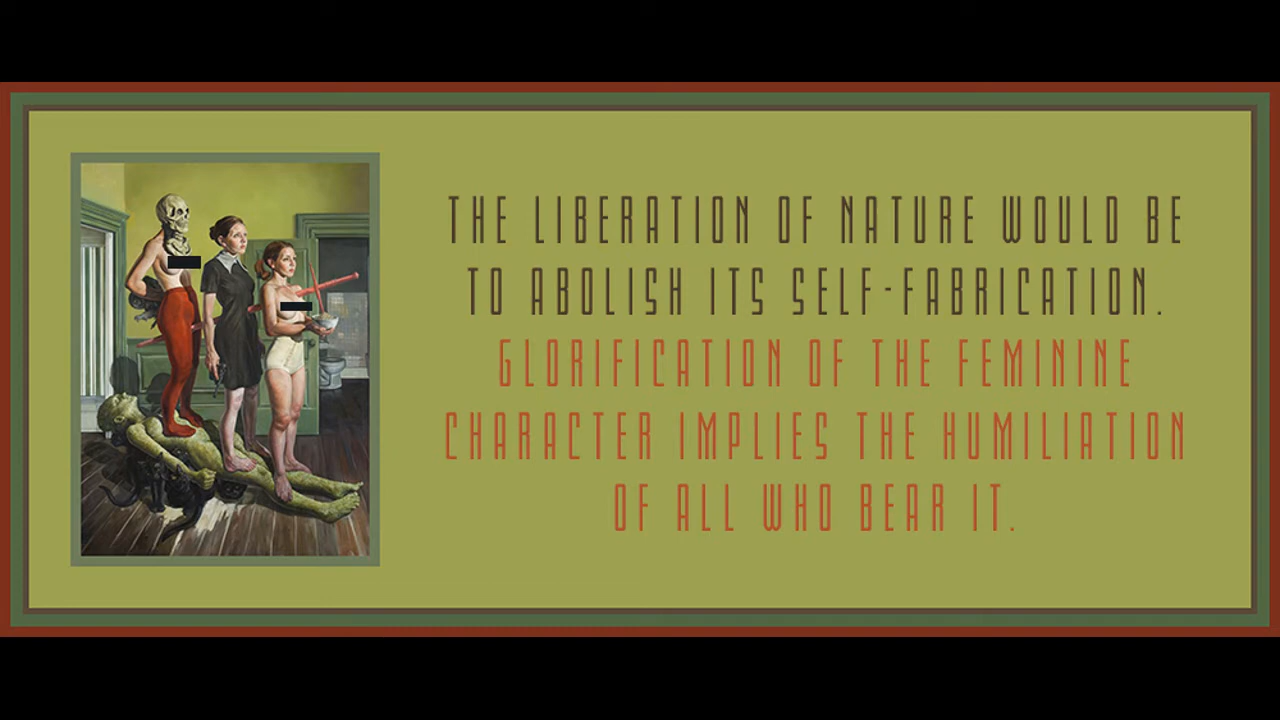 THE LIBERATION OF NATURE WOULD BE
TO ABOLISH ITS SELF-FABRICATION.
GLORIFICATION OF THE FEMININE
CHARACTER IMPLIES THE HUMILIATION
OF ALL WHO BEAR IT.